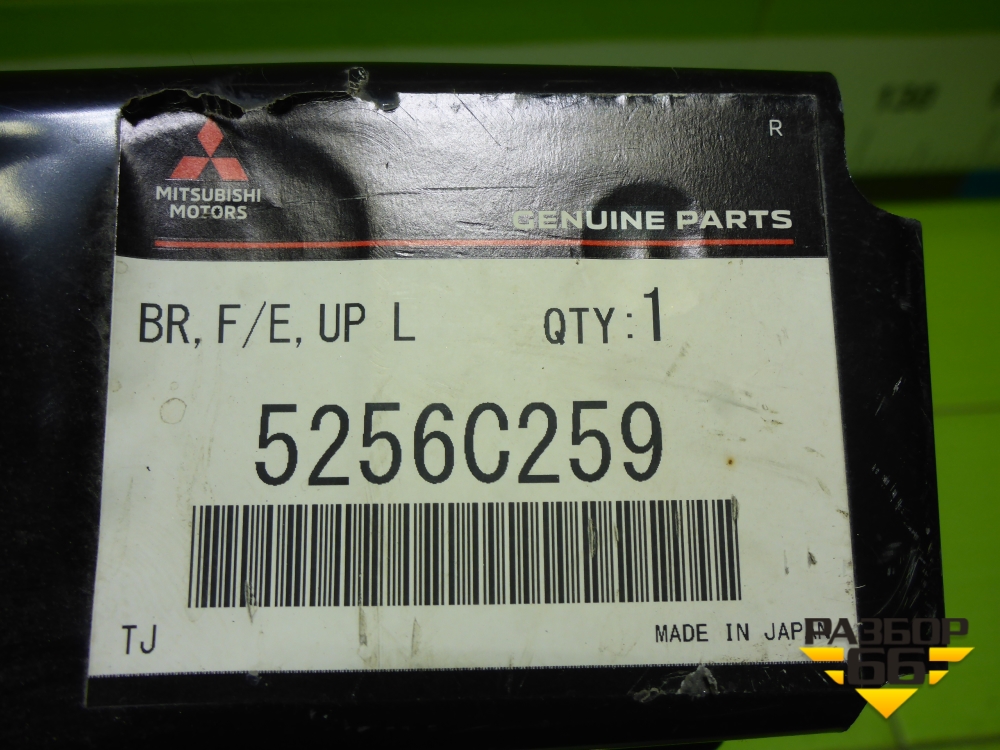 R
MITSUBISHI
MOTORS
GENUINE PARTS
BR, F/E, UP L QTY:1
5256C259
TJ
MADE IN JAPAN
РАЗБОР
66